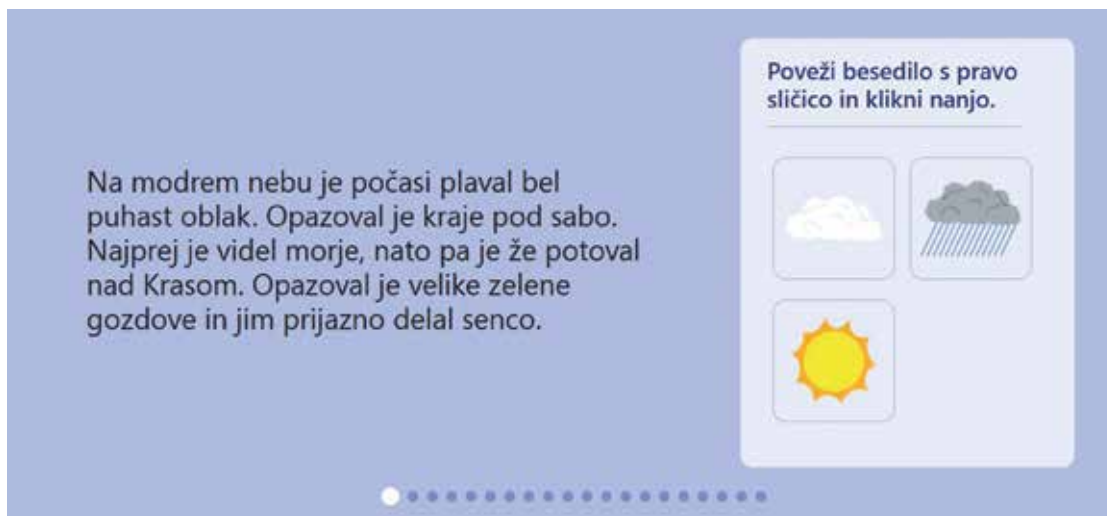 Na modrem nebu je počasi plaval bel
puhast oblak. Opazoval je kraje pod sabo.
Najprej je videl morje, nato pa je že potoval
nad Krasom. Opazoval je velike zelene
gozdove in jim prijazno delal senco.
Poveži besedilo s pravo
sličico in klikni nanjo.